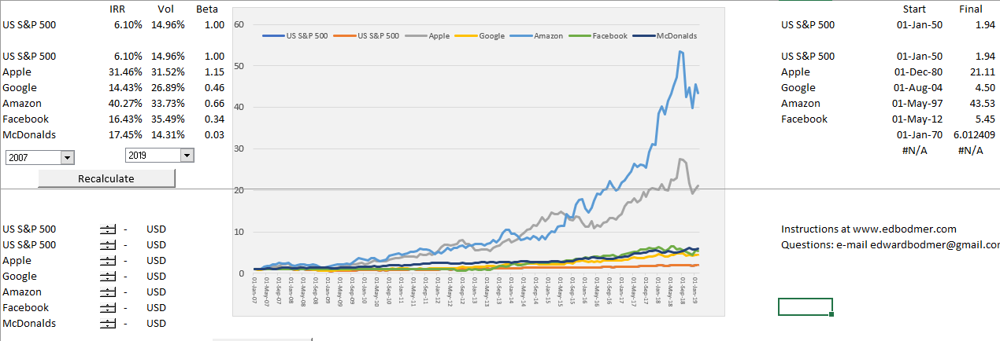 IRR Vol Beta
US S&P 500 6.10% 14.96% 1.00
US S&P 500 6.10% 14.96% 1.00
Apple 31.46% 31.52% 1.15
Google 14.43% 26.89% 0.46
Amazon 40.27% 33.73% 0.66
Facebook 16.43% 35.49% 0.34
McDonalds 17.45% 14.31% 0.03
2007 2019
Recalculate
US S&P 500 - USD
US S&P 500 - USD
Apple - USD
Google - USD
Amazon - USD
Facebook - USD
McDonalds - USD
US S&P 500 US S&P 500 Apple Google Amazon Facebook McDonalds
60
50
40
30
20
10
0
01-Jan-07
01-May-07
01-Sep-07
01-Jan-08
01-May-08
01-Sep-08
01-Jan-09
01-May-09
01-Sep-09
01-Jan-10
01-May-10
01-Sep-10
01-Jan-11
01-May-11
01-Sep-11
01-Jan-12
01-May-12
01-Sep-12
01-Jan-13
01-May-13
01-Sep-13
01-Jan-14
01-May-14
01-Sep-14
01-Jan-15
01-May-15
01-Sep-15
01-Jan-16
01-May-16
01-Sep-16
01-Jan-17
01-May-17
01-Sep-17
01-Jan-18
01-May-18
01-Sep-18
01-Jan-19
Start Final
US S&P 500 01-Jan-50 1.94
US S&P 500 01-Jan-50 1.94
Apple 01-Dec-80 21.11
Google 01-Aug-04 4.50
Amazon 01-May-97 43.53
Facebook 01-May-12 5.45
01-Jan-70 6.012409
#N/A #N/A
Instructions at www.edbodmer.com
Questions: e-mail edwardbodmer@gmail.cor